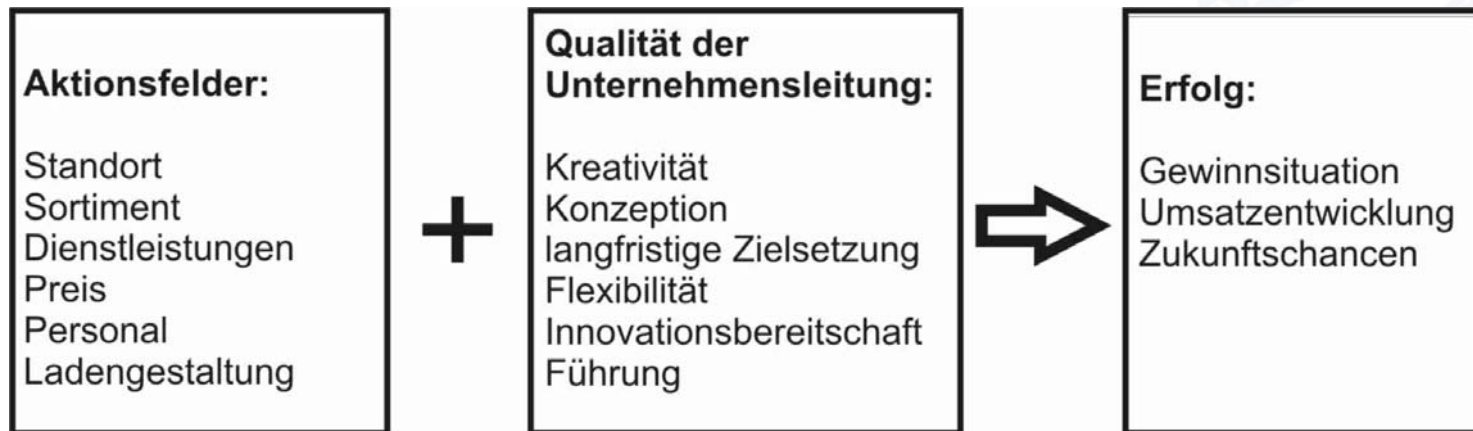 Aktionsfelder:
Standort
Sortiment
Dienstleistungen
Preis
Personal
Ladengestaltung
+
Qualität der
Unternehmensleitung:
Kreativität
Konzeption
langfristige Zielsetzung
Flexibilität
Innovationsbereitschaft
Führung
Erfolg:
Gewinnsituation
Umsatzentwicklung
Zukunftschancen